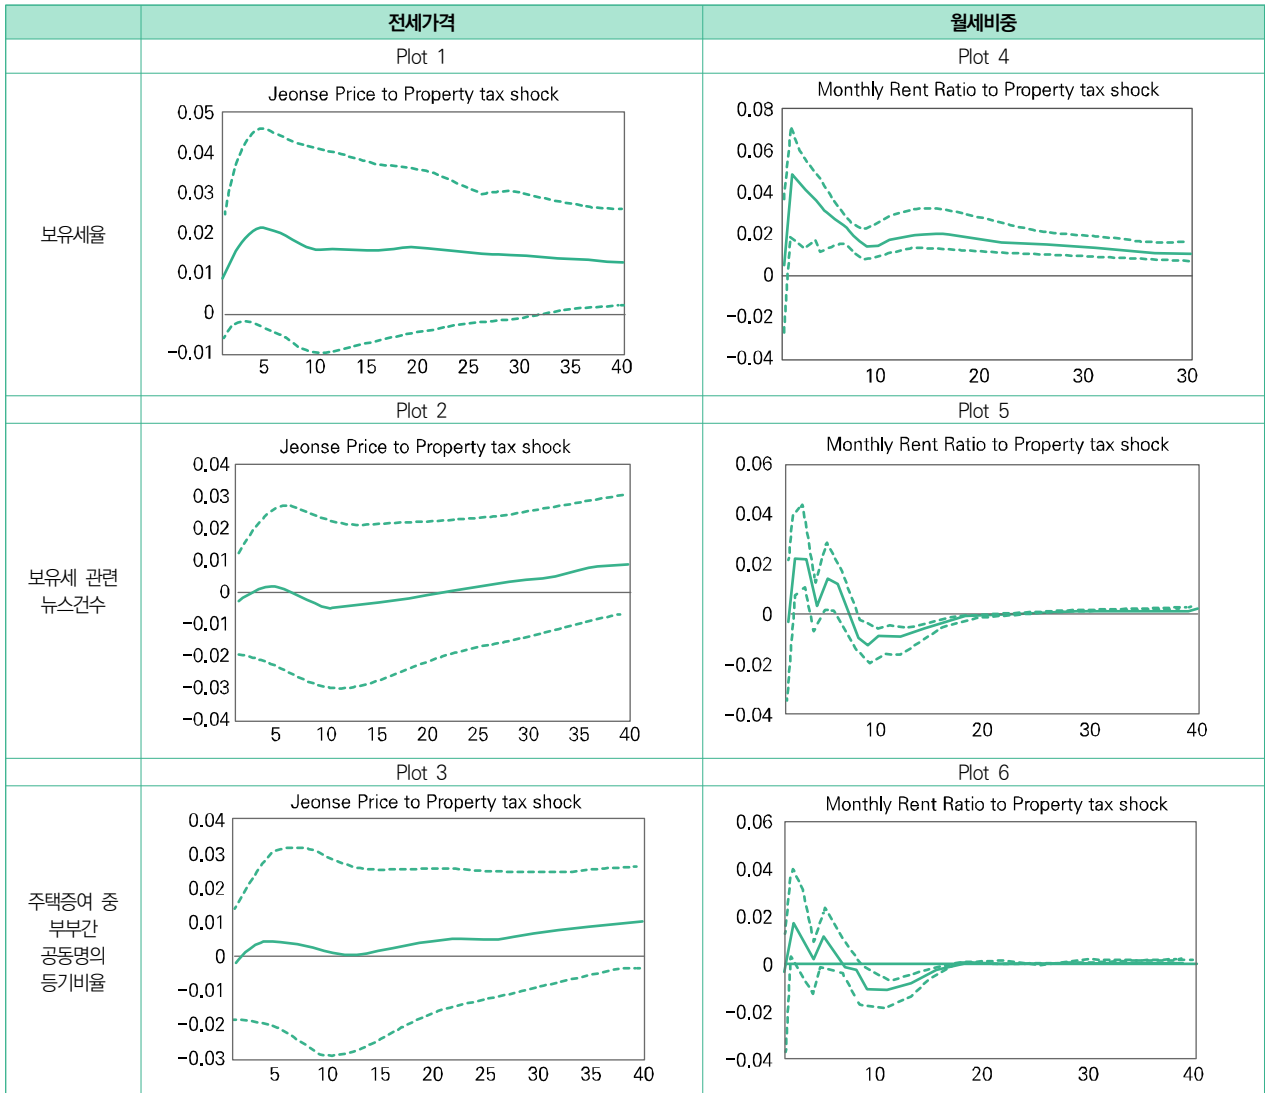 전세가격
월세비중
보유세율
Plot 1
Jeonse Price to Property tax shock
0.05
0.04
0.03
0.02
0.01
0
−0.01
5 10 15 20 25 30 35 40
Plot 4
Monthly Rent Ratio to Property tax shock
0.08
0.06
0.04
0.02
0
−0.02
−0.04
10 20 30 30
보유세 관련
뉴스건수
Plot 2
Jeonse Price to Property tax shock
0.04
0.03
0.02
0.01
0
−0.01
−0.02
−0.03
−0.04
5 10 15 20 25 30 35 40
Plot 5
Monthly Rent Ratio to Property tax shock
0.06
0.04
0.02
0
−0.02
−0.04
10 20 30 40
주택증여 중
부부간
공동명의
등기비율
Plot 3
Jeonse Price to Property tax shock
0.04
0.03
0.02
0.01
0
−0.01
−0.02
−0.03
5 10 15 20 25 30 35 40
Plot 6
Monthly Rent Ratio to Property tax shock
0.06
0.04
0.02
0
−0.02
−0.04
10 20 30 40